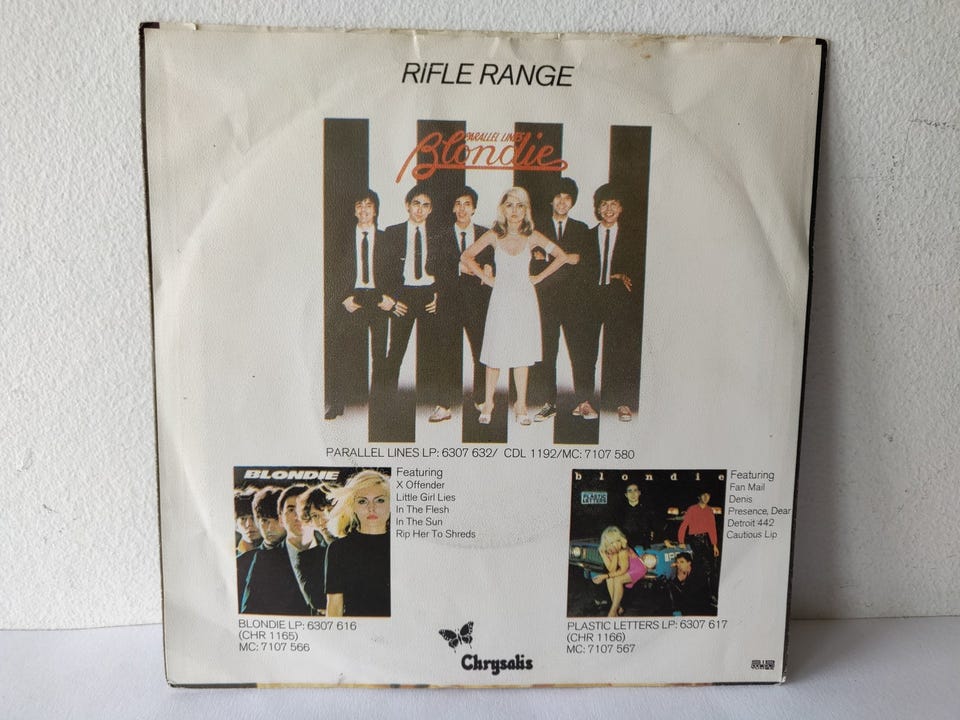 RIFLE RANGE
PARALLEL LINES
Blondie
PARALLEL LINES LP: 6307 632/ CDL 1192/MC: 7107 580
BLONDIE
Featuring
X Offender
Little Girl Lies
In The Flesh
In The Sun
Rip Her To Shreds
BLONDIE LP: 6307 616
(CHR 1165)
MC: 7107 566
blondie
PLASTIC
LETTERS
Featuring
Fan Mail
Denis
Presence, Dear
Detroit 442
Cautious Lip
PLASTIC LETTERS LP: 6307 617
(CHR 1166)
MC: 7107 567
Chrysalis